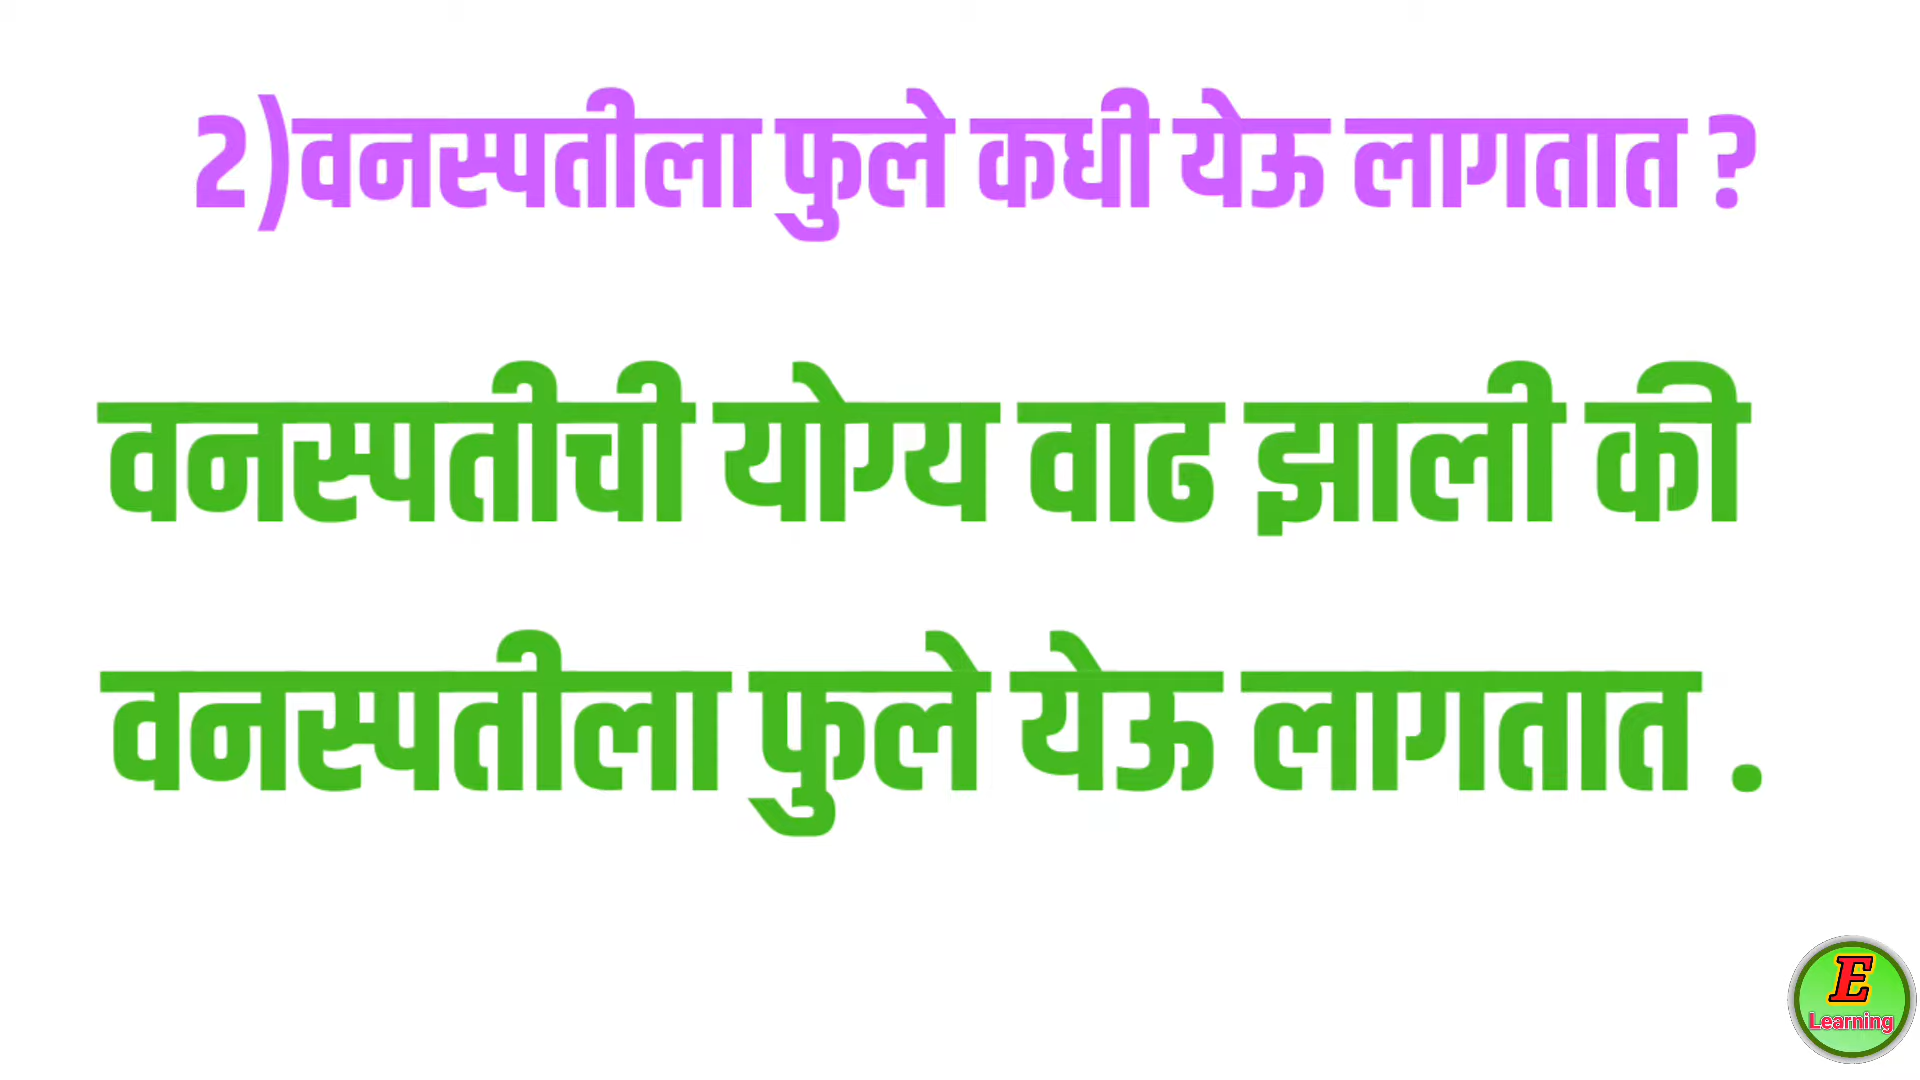 2)वनस्पतीला फुले कधी येऊ लागतात ?
वनस्पतीची योग्य वाढ झाली की
वनस्पतीला फुले येऊ लागतात .
E
Learning